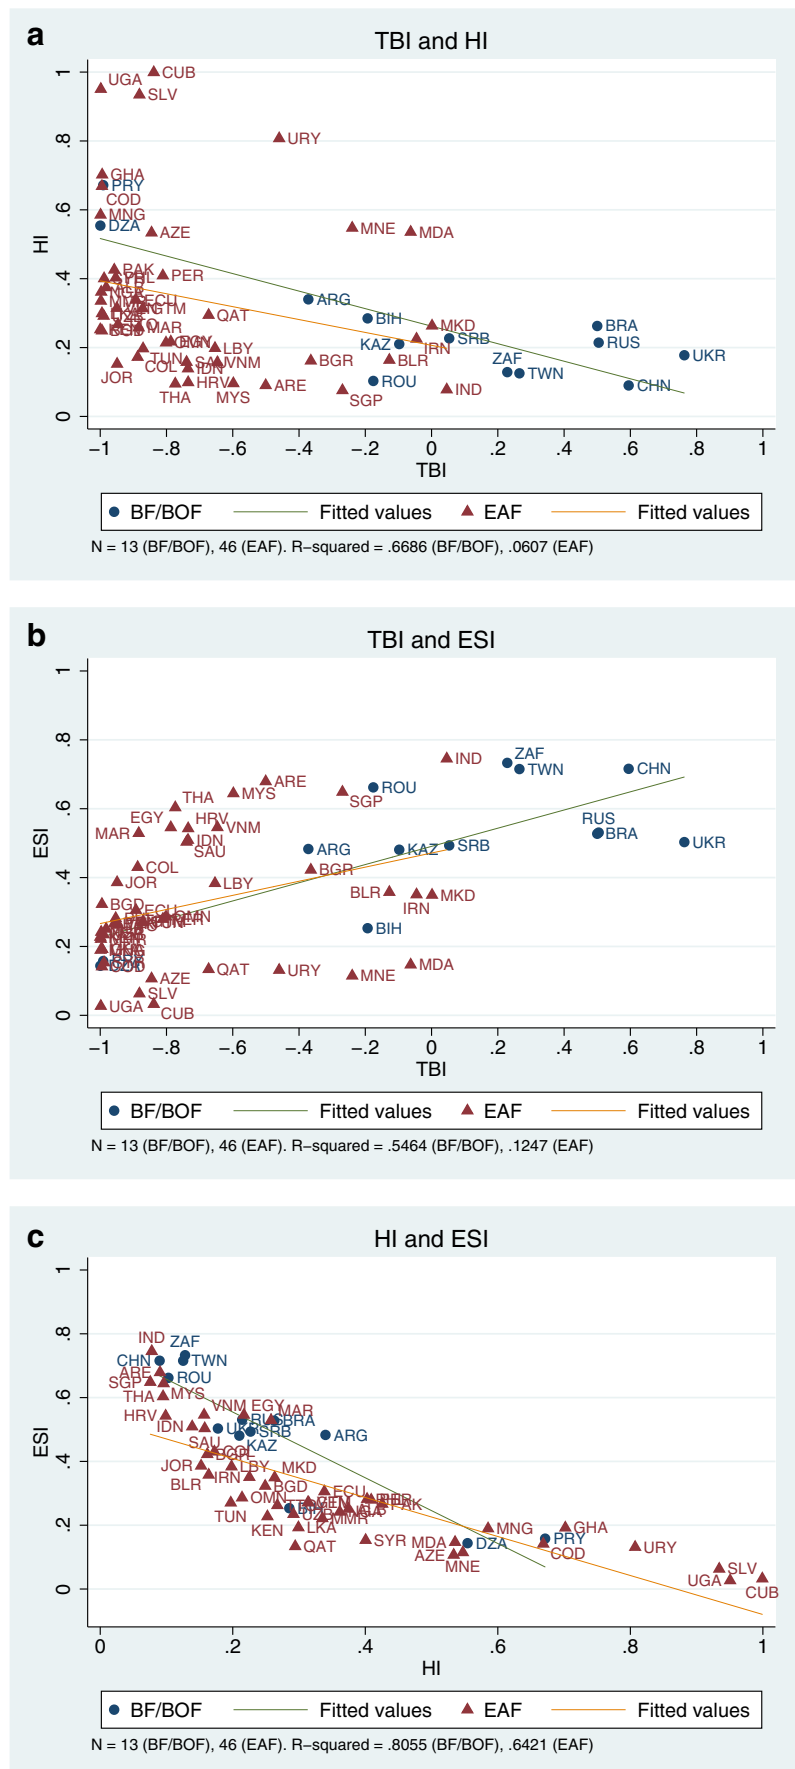 a
TBI and HI
HI
1
.8
.6
.4
.2
0
UGA
CUB
SLV
URY
GHA
PRY
COD
MNG
DZA
AZE
MNE
MDA
PAK
PER
ECU
GTM
QAT
MAR
ARG
BIH
MKD
SRB
BRA
KAZ
IRN
RUS
EGY
LBY
TUN
COL
VNM
IDN
BGR
BLR
ZAF
TWN
UKR
JOR
HRV
ARE
ROU
IND
CHN
THA
MYS
SGP
−1 −.8 −.6 −.4 −.2 0 .2 .4 .6 .8 1
TBI
BF/BOF Fitted values EAF Fitted values
N = 13 (BF/BOF), 46 (EAF). R−squared = .6686 (BF/BOF), .0607 (EAF)
b
TBI and ESI
ESI
1
.8
.6
.4
.2
0
IND
ZAF
TWN
CHN
ARE
MYS
ROU
SGP
THA
EGY
HRV
VNM
MAR
IDN
SAU
RUS
BRA
UKR
ARG
KAZ
SRB
COL
BGR
JOR
LBY
BLR
IRN
MKD
BGD
ECU
OMN
BIH
AZE
QAT
URY
MNE
MDA
SLV
UGA
CUB
−1 −.8 −.6 −.4 −.2 0 .2 .4 .6 .8 1
TBI
BF/BOF Fitted values EAF Fitted values
N = 13 (BF/BOF), 46 (EAF). R−squared = .5464 (BF/BOF), .1247 (EAF)
c
HI and ESI
ESI
1
.8
.6
.4
.2
0
IND
ZAF
CHN
TWN
ARE
ROU
SGP
MYS
THA
VNM
EGY
MAR
HRV
IDN
UKR
RUS
BRA
SRB
ARG
SAU
KAZ
JOR
LBY
MKD
BLR
IRN
BGD
ECU
OMN
PAK
TUN
BIH
MMR
KEN
LKA
QAT
SYR
MNG
GHA
MDA
DZA
PRY
COD
AZE
MNE
URY
SLV
UGA
CUB
0 .2 .4 .6 .8 1
HI
BF/BOF Fitted values EAF Fitted values
N = 13 (BF/BOF), 46 (EAF). R−squared = .8055 (BF/BOF), .6421 (EAF)